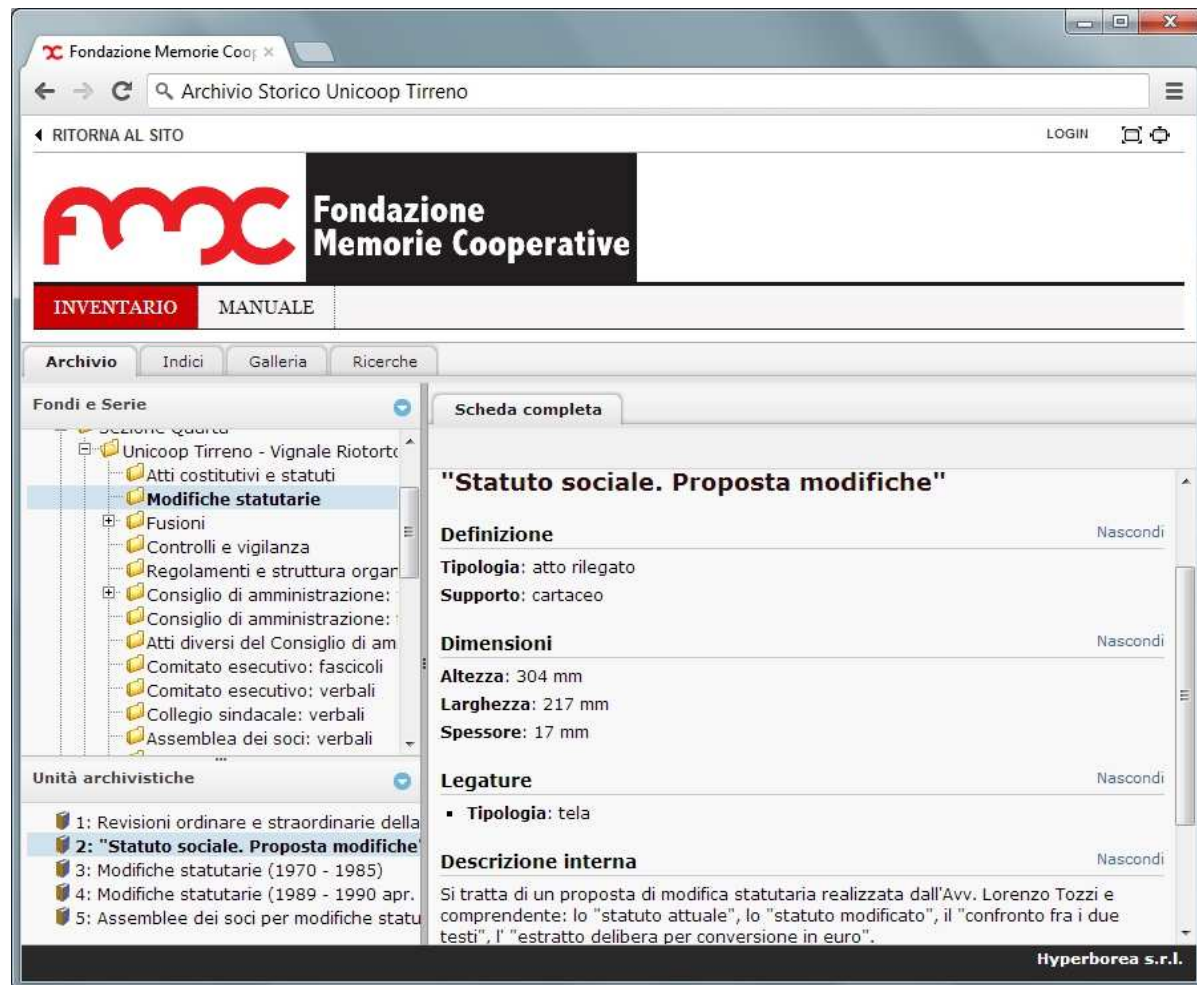 Fondazione Memorie Coop
Archivio Storico Unicoop Tirreno
RITORNA AL SITO
LOGIN
fmc
Fondazione
Memorie Cooperative
INVENTARIO
MANUALE
Archivio
Indici
Galleria
Ricerche
Fondi e Serie
Sezione Quarta
Unicoop Tirreno - Vignale Riotorto
Atti costitutivi e statuti
Modifiche statutarie
Fusioni
Controlli e vigilanza
Regolamenti e struttura organ
Consiglio di amministrazione:
Consiglio di amministrazione:
Atti diversi del Consiglio di am
Comitato esecutivo: fascicoli
Comitato esecutivo: verbali
Collegio sindacale: verbali
Assemblea dei soci: verbali
Unità archivistiche
1: Revisioni ordinare e straordinarie della
2: "Statuto sociale. Proposta modifiche"
3: Modifiche statutarie (1970 - 1985)
4: Modifiche statutarie (1989 - 1990 apr.
5: Assemblee dei soci per modifiche statu
Scheda completa
"Statuto sociale. Proposta modifiche"
Definizione
Nascondi
Tipologia: atto rilegato
Supporto: cartaceo
Dimensioni
Nascondi
Altezza: 304 mm
Larghezza: 217 mm
Spessore: 17 mm
Legature
Nascondi
Tipologia: tela
Descrizione interna
Nascondi
Si tratta di un proposta di modifica statutaria realizzata dall'Avv. Lorenzo Tozzi e
comprendente: lo "statuto attuale", lo "statuto modificato", il "confronto fra i due
testi", l' "estratto delibera per conversione in euro".
Hyperborea s.r.l.